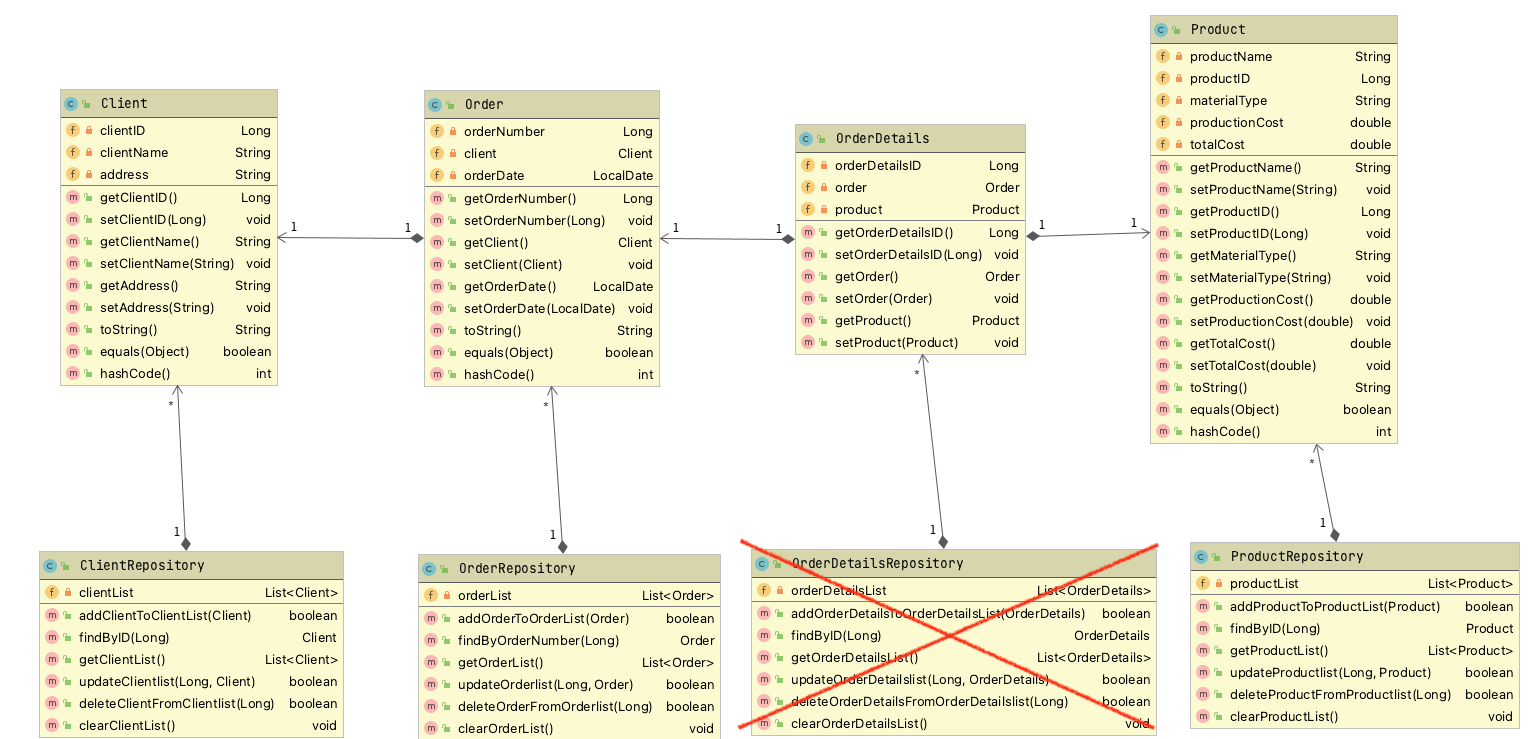 Client
clientID Long
clientName String
address String
getClientID() Long
setClientID(Long) void
getClientName() String
setClientName(String) void
getAddress() String
setAddress(String) void
toString() String
equals(Object) boolean
hashCode() int
Order
orderNumber Long
client Client
orderDate LocalDate
getOrderNumber() Long
setOrderNumber(Long) void
getClient() Client
setClient(Client) void
getOrderDate() LocalDate
setOrderDate(LocalDate) void
toString() String
equals(Object) boolean
hashCode() int
OrderDetails
orderDetailsID Long
order Order
product Product
getOrderDetailsID() Long
setOrderDetailsID(Long) void
getOrder() Order
setOrder(Order) void
getProduct() Product
setProduct(Product) void
Product
productName String
productID Long
materialType String
productionCost double
totalCost double
getProductName() String
setProductName(String) void
getProductID() Long
setProductID(Long) void
getMaterialType() String
setMaterialType(String) void
getProductionCost() double
setProductionCost(double) void
getTotalCost() double
setTotalCost(double) void
toString() String
equals(Object) boolean
hashCode() int
1 1
1 1
1 1
*
1
*
1
*
1
*
1
ClientRepository
clientList List<Client>
addClientToClientList(Client) boolean
findByID(Long) Client
getClientList() List<Client>
updateClientlist(Long, Client) boolean
deleteClientFromClientlist(Long) boolean
clearClientList() void
OrderRepository
orderList List<Order>
addOrderToOrderList(Order) boolean
findByOrderNumber(Long) Order
getOrderList() List<Order>
updateOrderlist(Long, Order) boolean
deleteOrderFromOrderlist(Long) boolean
clearOrderList() void
OrderDetailsRepository
orderDetailsList List<OrderDetails>
addOrderDetailsToOrderDetailsList(OrderDetails) boolean
findByID(Long) OrderDetails
getOrderDetailsList() List<OrderDetails>
updateOrderDetailslist(Long, OrderDetails) boolean
deleteOrderDetailsFromOrderDetailslist(Long) boolean
clearOrderDetailsList() void
ProductRepository
productList List<Product>
addProductToProductList(Product) boolean
findByID(Long) Product
getProductList() List<Product>
updateProductlist(Long, Product) boolean
deleteProductFromProductlist(Long) boolean
clearProductList() void